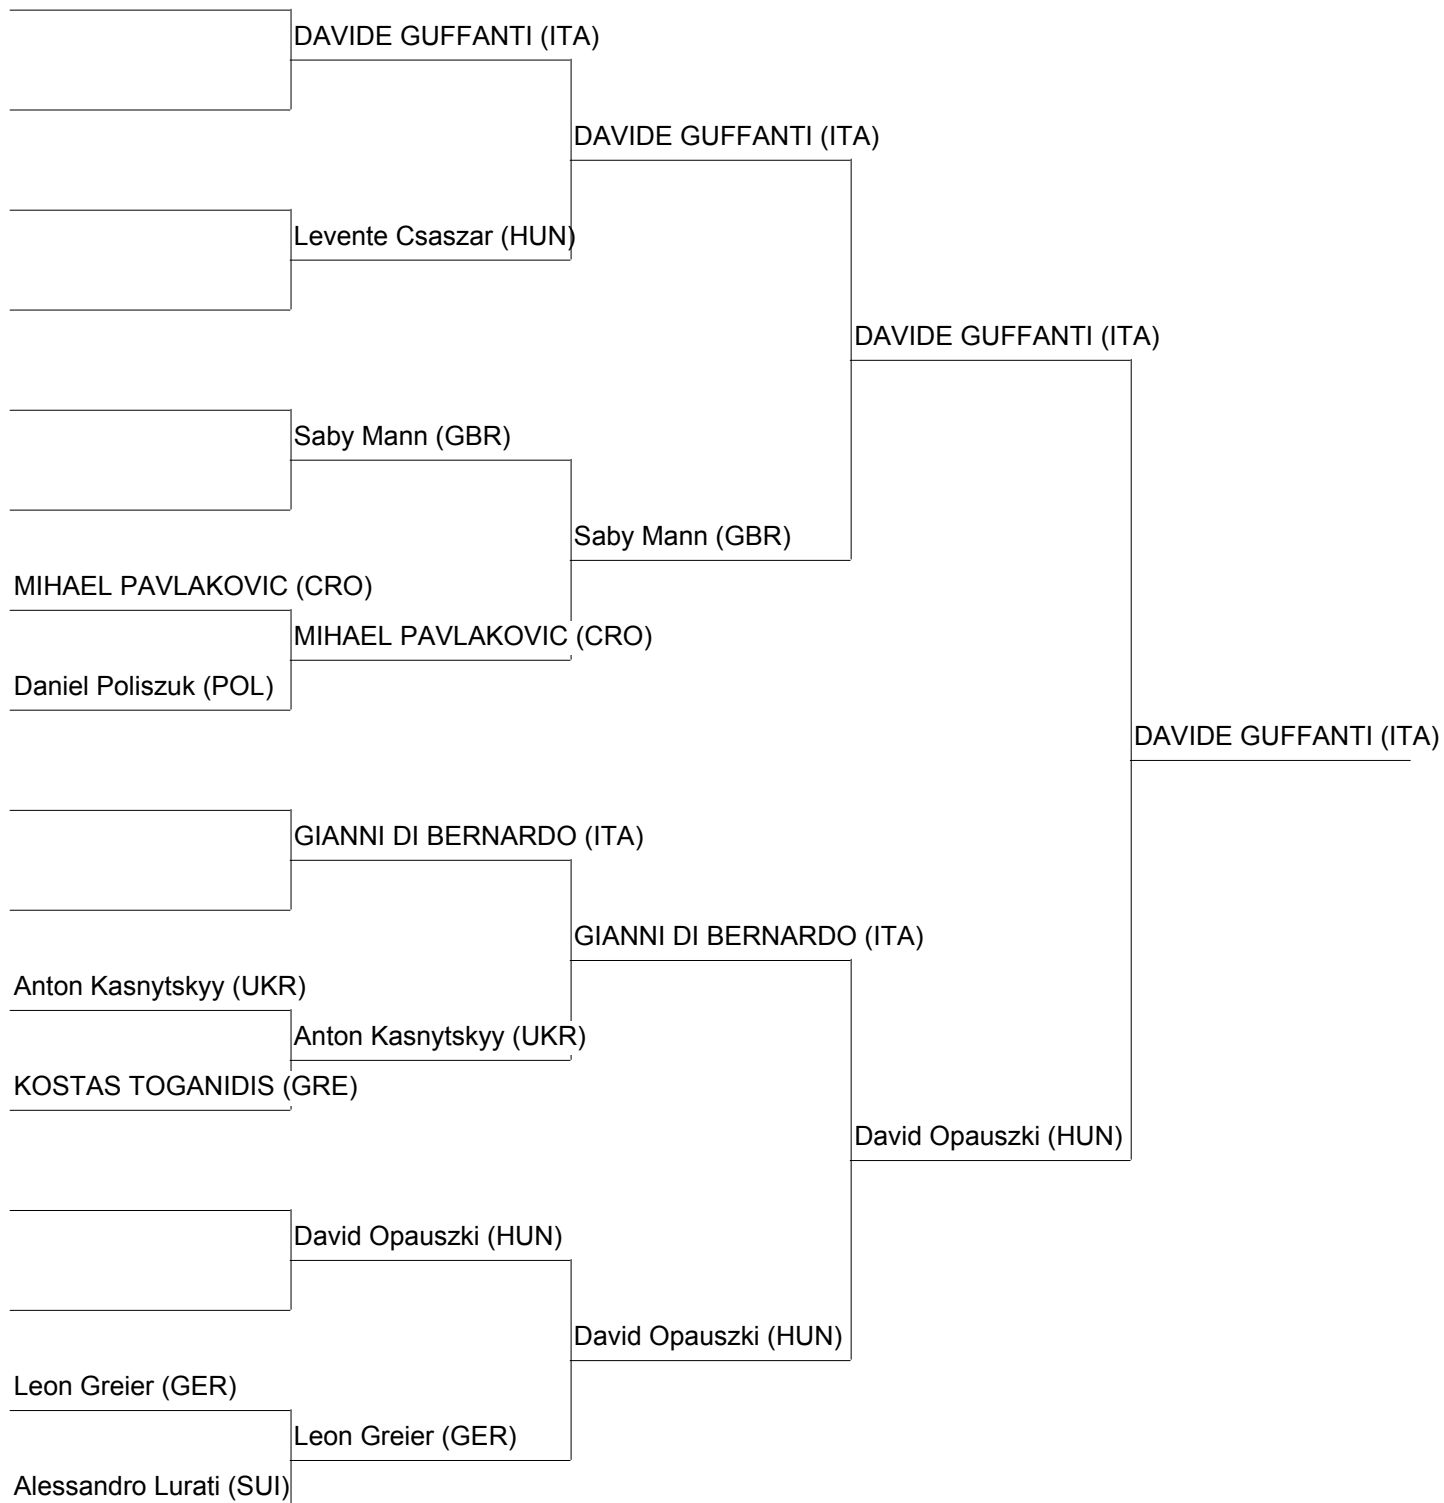 DAVIDE GUFFANTI (ITA)
DAVIDE GUFFANTI (ITA)
Levente Csaszar (HUN)
DAVIDE GUFFANTI (ITA)
Saby Mann (GBR)
Saby Mann (GBR)
MIHAEL PAVLAKOVIC (CRO)
MIHAEL PAVLAKOVIC (CRO)
Daniel Poliszuk (POL)
DAVIDE GUFFANTI (ITA)
GIANNI DI BERNARDO (ITA)
GIANNI DI BERNARDO (ITA)
Anton Kasnytskyy (UKR)
Anton Kasnytskyy (UKR)
KOSTAS TOGANIDIS (GRE)
David Opauszki (HUN)
David Opauszki (HUN)
David Opauszki (HUN)
Leon Greier (GER)
Leon Greier (GER)
Alessandro Lurati (SUI)